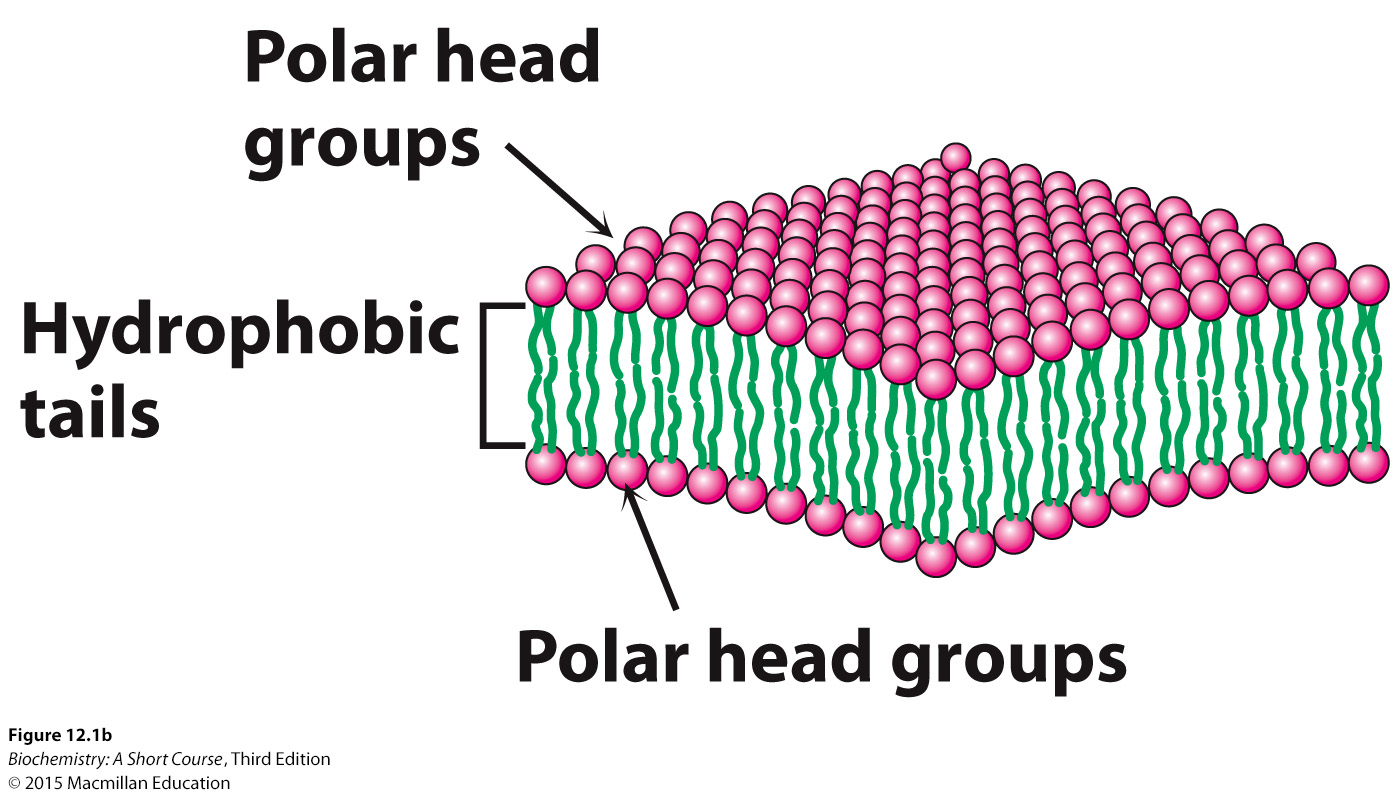 Polar head
groups
Hydrophobic
tails
Polar head groups
Figure 12.1b
Biochemistry: A Short Course, Third Edition
© 2015 Macmillan Education